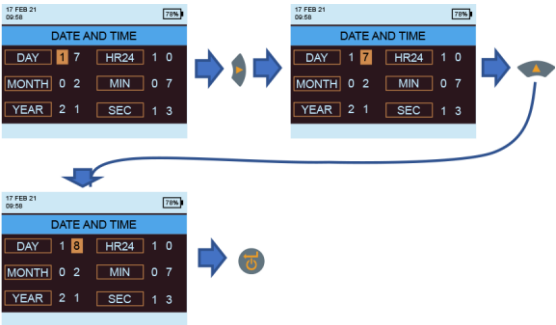 17 FEB 21
09:58
78%
DATE AND TIME
DAY 1 7 HR24 1 0
MONTH 0 2 MIN 0 7
YEAR 2 1 SEC 1 3
17 FEB 21
09:58
78%
DATE AND TIME
DAY 1 7 HR24 1 0
MONTH 0 2 MIN 0 7
YEAR 2 1 SEC 1 3
17 FEB 21
09:58
78%
DATE AND TIME
DAY 1 8 HR24 1 0
MONTH 0 2 MIN 0 7
YEAR 2 1 SEC 1 3